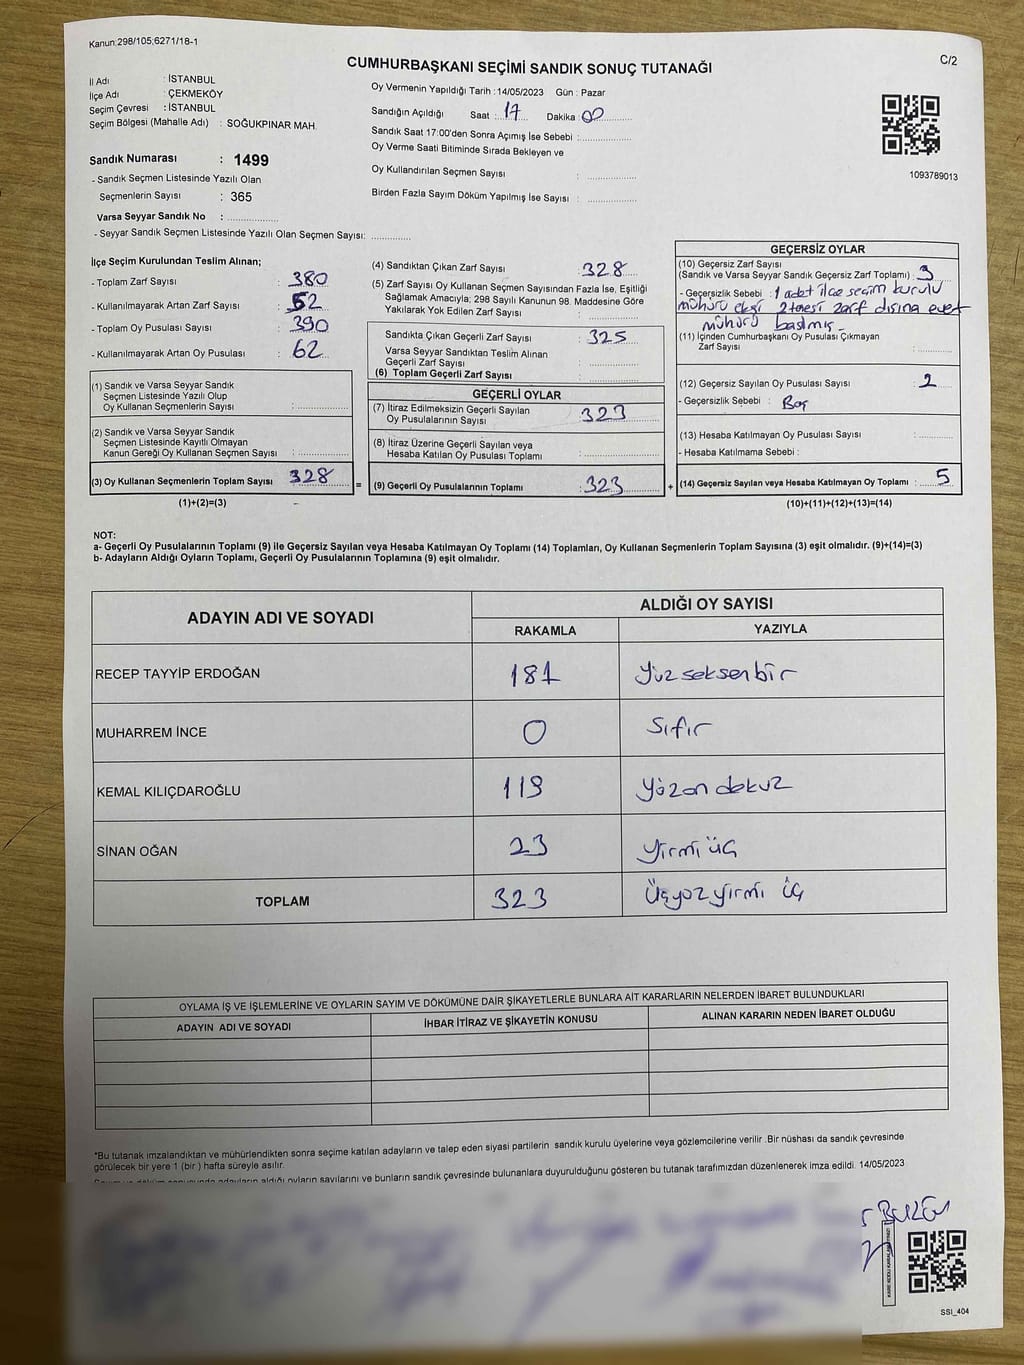 Kanun:298/105;6271/18-1
C/2
CUMHURBAŞKANI SEÇİMİ SANDIK SONUÇ TUTANAĞI
İl Adı : İSTANBUL
İlçe Adı : ÇEKMEKÖY
Seçim Çevresi : İSTANBUL
Seçim Bölgesi (Mahalle Adı) : SOĞUKPINAR MAH.
Sandık Numarası : 1499
- Sandık Seçmen Listesinde Yazılı Olan
Seçmenlerin Sayısı : 365
Varsa Seyyar Sandık No : ..............
- Seyyar Sandık Seçmen Listesinde Yazılı Olan Seçmen Sayısı: ............
Oy Vermenin Yapıldığı Tarih :14/05/2023 Gün : Pazar
Sandığın Açıldığı Saat : 17 Dakika : 00
Sandık Saat 17:00'den Sonra Açımış İse Sebebi : ..............
Oy Verme Saati Bitiminde Sırada Bekleyen ve
Oy Kullandırılan Seçmen Sayısı : ..............
Birden Fazla Sayım Döküm Yapılmış İse Sayısı : ..............
1093789013
İlçe Seçim Kurulundan Teslim Alınan;
- Toplam Zarf Sayısı : 380
- Kullanılmayarak Artan Zarf Sayısı : 52
- Toplam Oy Pusulası Sayısı : 390
- Kullanılmayarak Artan Oy Pusulası : 62
(1) Sandık ve Varsa Seyyar Sandık
Seçmen Listesinde Yazılı Olup
Oy Kullanan Seçmenlerin Sayısı : ..............
(2) Sandık ve Varsa Seyyar Sandık
Seçmen Listesinde Kayıtlı Olmayan
Kanun Gereği Oy Kullanan Seçmen Sayısı : ..............
(3) Oy Kullanan Seçmenlerin Toplam Sayısı : 328
(1)+(2)=(3)
=
(4) Sandıktan Çıkan Zarf Sayısı : 328
(5) Zarf Sayısı Oy Kullanan Seçmen Sayısından Fazla İse, Eşitliği
Sağlamak Amacıyla; 298 Sayılı Kanunun 98. Maddesine Göre
Yakılarak Yok Edilen Zarf Sayısı : ..............
Sandıkta Çıkan Geçerli Zarf Sayısı : 325
Varsa Seyyar Sandıktan Teslim Alınan
Geçerli Zarf Sayısı : ..............
(6) Toplam Geçerli Zarf Sayısı : ..............
GEÇERLİ OYLAR
(7) İtiraz Edilmeksizin Geçerli Sayılan
Oy Pusulalarının Sayısı : 323
(8) İtiraz Üzerine Geçerli Sayılan veya
Hesaba Katılan Oy Pusulası Toplamı : ..............
(9) Geçerli Oy Pusulalarının Toplamı : 323
+
GEÇERSİZ OYLAR
(10) Geçersiz Zarf Sayısı
(Sandık ve Varsa Seyyar Sandık Geçersiz Zarf Toplamı) : 3
- Geçersizlik Sebebi : 1 adet ilçe seçim kurulu
mühürü 2 tanesi zarf dışına evet
mühürü basılmış
(11) İçinden Cumhurbaşkanı Oy Pusulası Çıkmayan
Zarf Sayısı : ..............
(12) Geçersiz Sayılan Oy Pusulası Sayısı : 2
- Geçersizlik Sebebi : Boş
(13) Hesaba Katılmayan Oy Pusulası Sayısı : ..............
- Hesaba Katılmama Sebebi :
(14) Geçersiz Sayılan veya Hesaba Katılmayan Oy Toplamı : 5
(10)+(11)+(12)+(13)=(14)
NOT:
a- Geçerli Oy Pusulalarının Toplamı (9) ile Geçersiz Sayılan veya Hesaba Katılmayan Oy Toplamı (14) Toplamları, Oy Kullanan Seçmenlerin Toplam Sayısına (3) eşit olmalıdır. (9)+(14)=(3)
b- Adayların Aldığı Oyların Toplamı, Geçerli Oy Pusulalarının Toplamına (9) eşit olmalıdır.
ADAYIN ADI VE SOYADI ALDIĞI OY SAYISI
RAKAMLA YAZIYLA
RECEP TAYYİP ERDOĞAN 181 Yüz seksen bir
MUHARREM İNCE 0 Sıfır
KEMAL KILIÇDAROĞLU 119 Yüzon dokuz
SİNAN OĞAN 23 Yirmi üç
TOPLAM 323 Üçyüzyirmi üç
OYLAMA İŞ VE İŞLEMLERİNE VE OYLARIN SAYIM VE DÖKÜMÜNE DAİR ŞİKAYETLERLE BUNLARA AİT KARARLARIN NELERDEN İBARET BULUNDUKLARI
ADAYIN ADI VE SOYADI İHBAR İTİRAZ VE ŞİKAYETİN KONUSU ALINAN KARARIN NEDEN İBARET OLDUĞU
*Bu tutanak imzalandıktan ve mühürlendikten sonra seçime katılan adayların ve talep eden siyasi partilerin sandık kurulu üyelerine veya gözlemcilerine verilir .Bir nüshası da sandık çevresinde
görülecek bir yere 1 (bir ) hafta süreyle asılır.
adayların aldığı oyların sayılarını ve bunların sandık çevresinde bulunanlara duyurulduğunu gösteren bu tutanak tarafımızdan düzenlenerek imza edildi. 14/05/2023
SSI_404